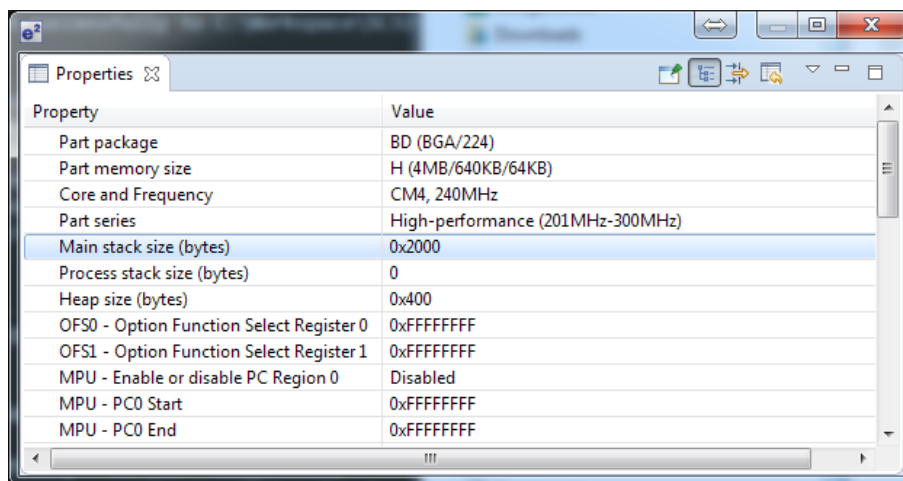 e²
Properties
Property Value
Part package BD (BGA/224)
Part memory size H (4MB/640KB/64KB)
Core and Frequency CM4, 240MHz
Part series High-performance (201MHz-300MHz)
Main stack size (bytes) 0x2000
Process stack size (bytes) 0
Heap size (bytes) 0x400
OFS0 - Option Function Select Register 0 0xFFFFFFFF
OFS1 - Option Function Select Register 1 0xFFFFFFFF
MPU - Enable or disable PC Region 0 Disabled
MPU - PC0 Start 0xFFFFFFFF
MPU - PC0 End 0xFFFFFFFF